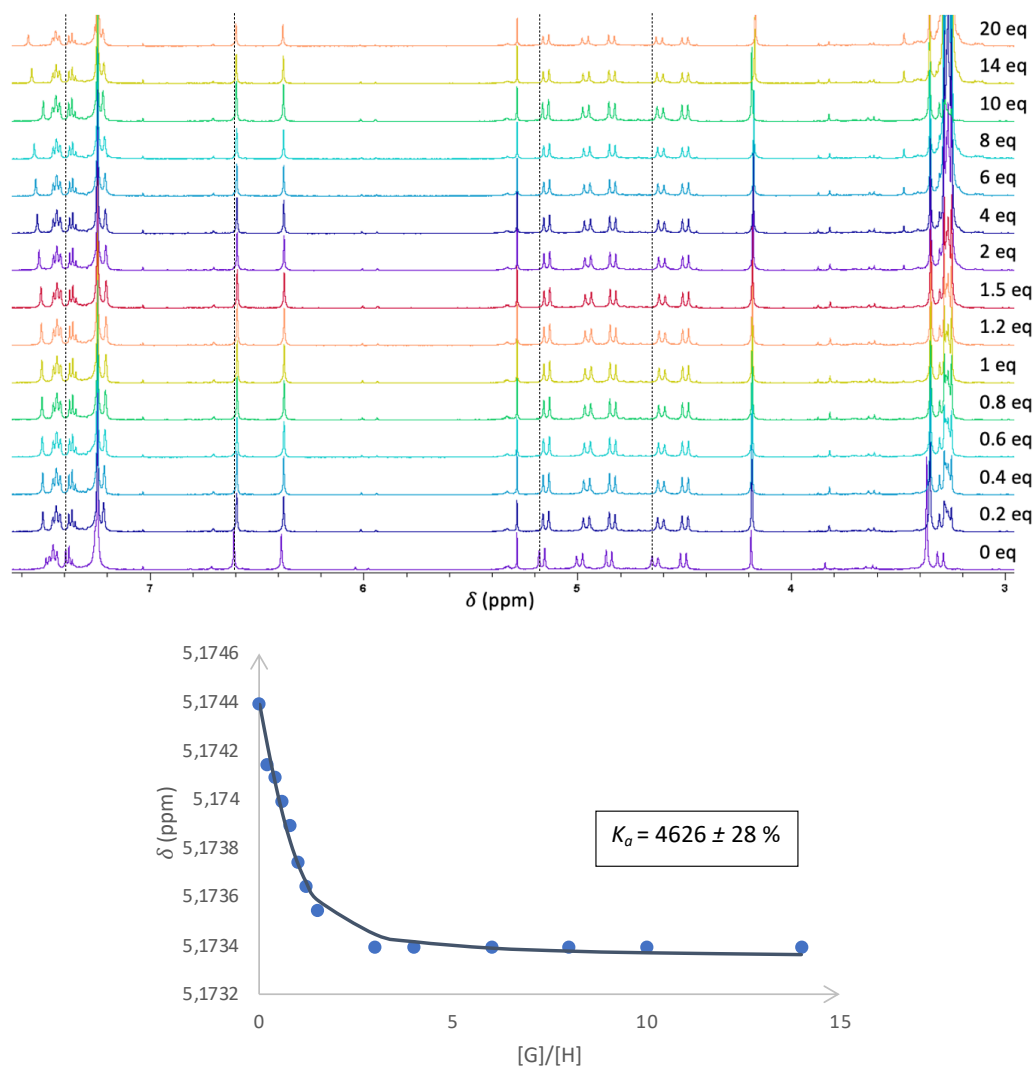 20 eq
14 eq
10 eq
8 eq
6 eq
4 eq
2 eq
1.5 eq
1.2 eq
1 eq
0.8 eq
0.6 eq
0.4 eq
0.2 eq
0 eq
7 6 5 4 3
δ (ppm)
5,1746
5,1744
5,1742
5,174
5,1738
5,1736
5,1734
5,1732
δ (ppm)
Ka = 4626 ± 28 %
0 5 10 15
[G]/[H]